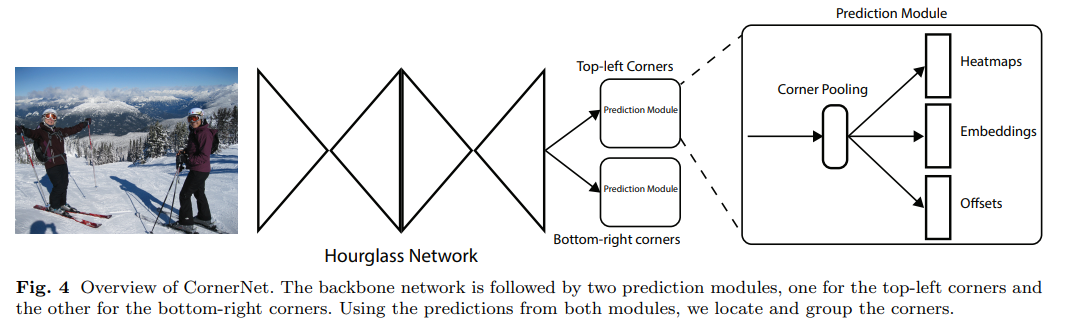 Prediction Module
Top-left Corners
Prediction Module
Prediction Module
Bottom-right corners
Hourglass Network
Corner Pooling
Heatmaps
Embeddings
Offsets
Fig. 4 Overview of CornerNet. The backbone network is followed by two prediction modules, one for the top-left corners and
the other for the bottom-right corners. Using the predictions from both modules, we locate and group the corners.